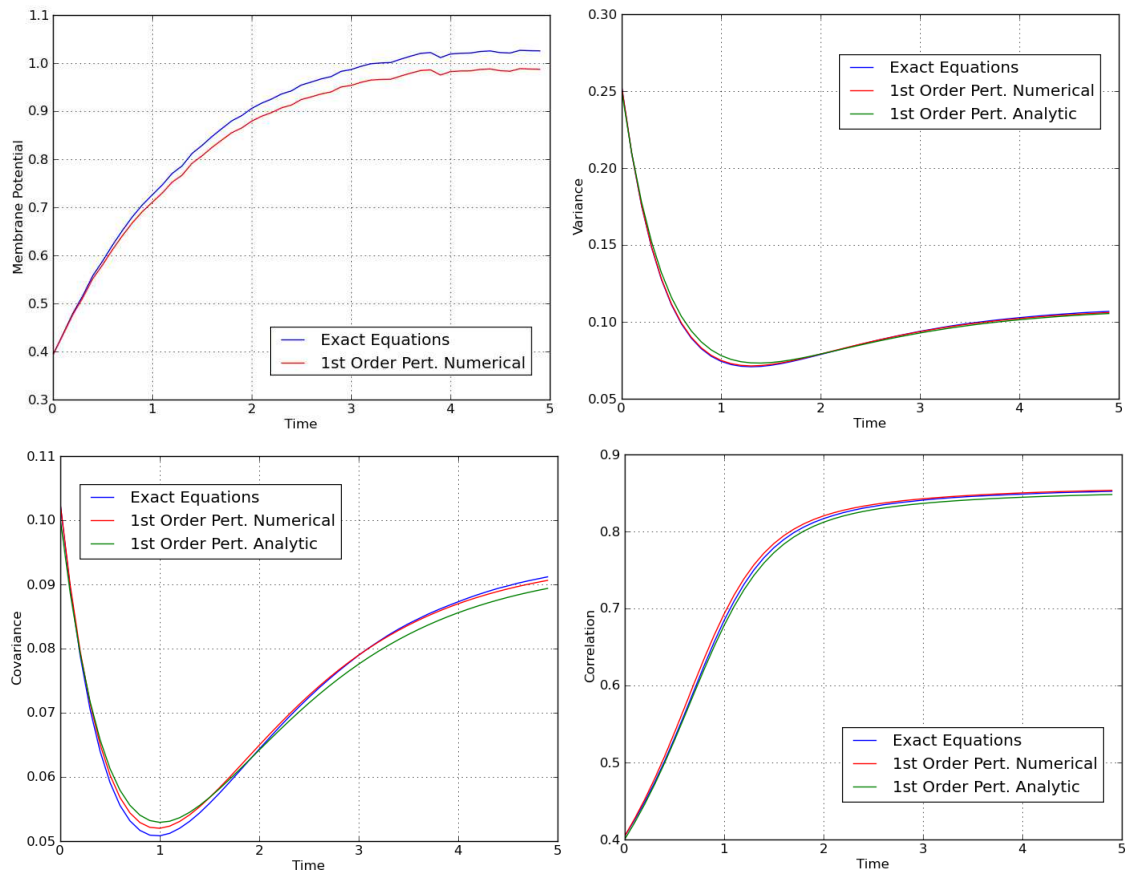 1.1
1.0
0.9
0.8
0.7
0.6
0.5
0.4
0.3
Membrane Potential
Exact Equations
1st Order Pert. Numerical
0 1 2 3 4 5
Time
0.30
0.25
0.20
0.15
0.10
0.05
Variance
Exact Equations
1st Order Pert. Numerical
1st Order Pert. Analytic
0 1 2 3 4 5
Time
0.11
0.10
0.09
0.08
0.07
0.06
0.05
Covariance
Exact Equations
1st Order Pert. Numerical
1st Order Pert. Analytic
0 1 2 3 4 5
Time
0.9
0.8
0.7
0.6
0.5
0.4
Correlation
Exact Equations
1st Order Pert. Numerical
1st Order Pert. Analytic
0 1 2 3 4 5
Time